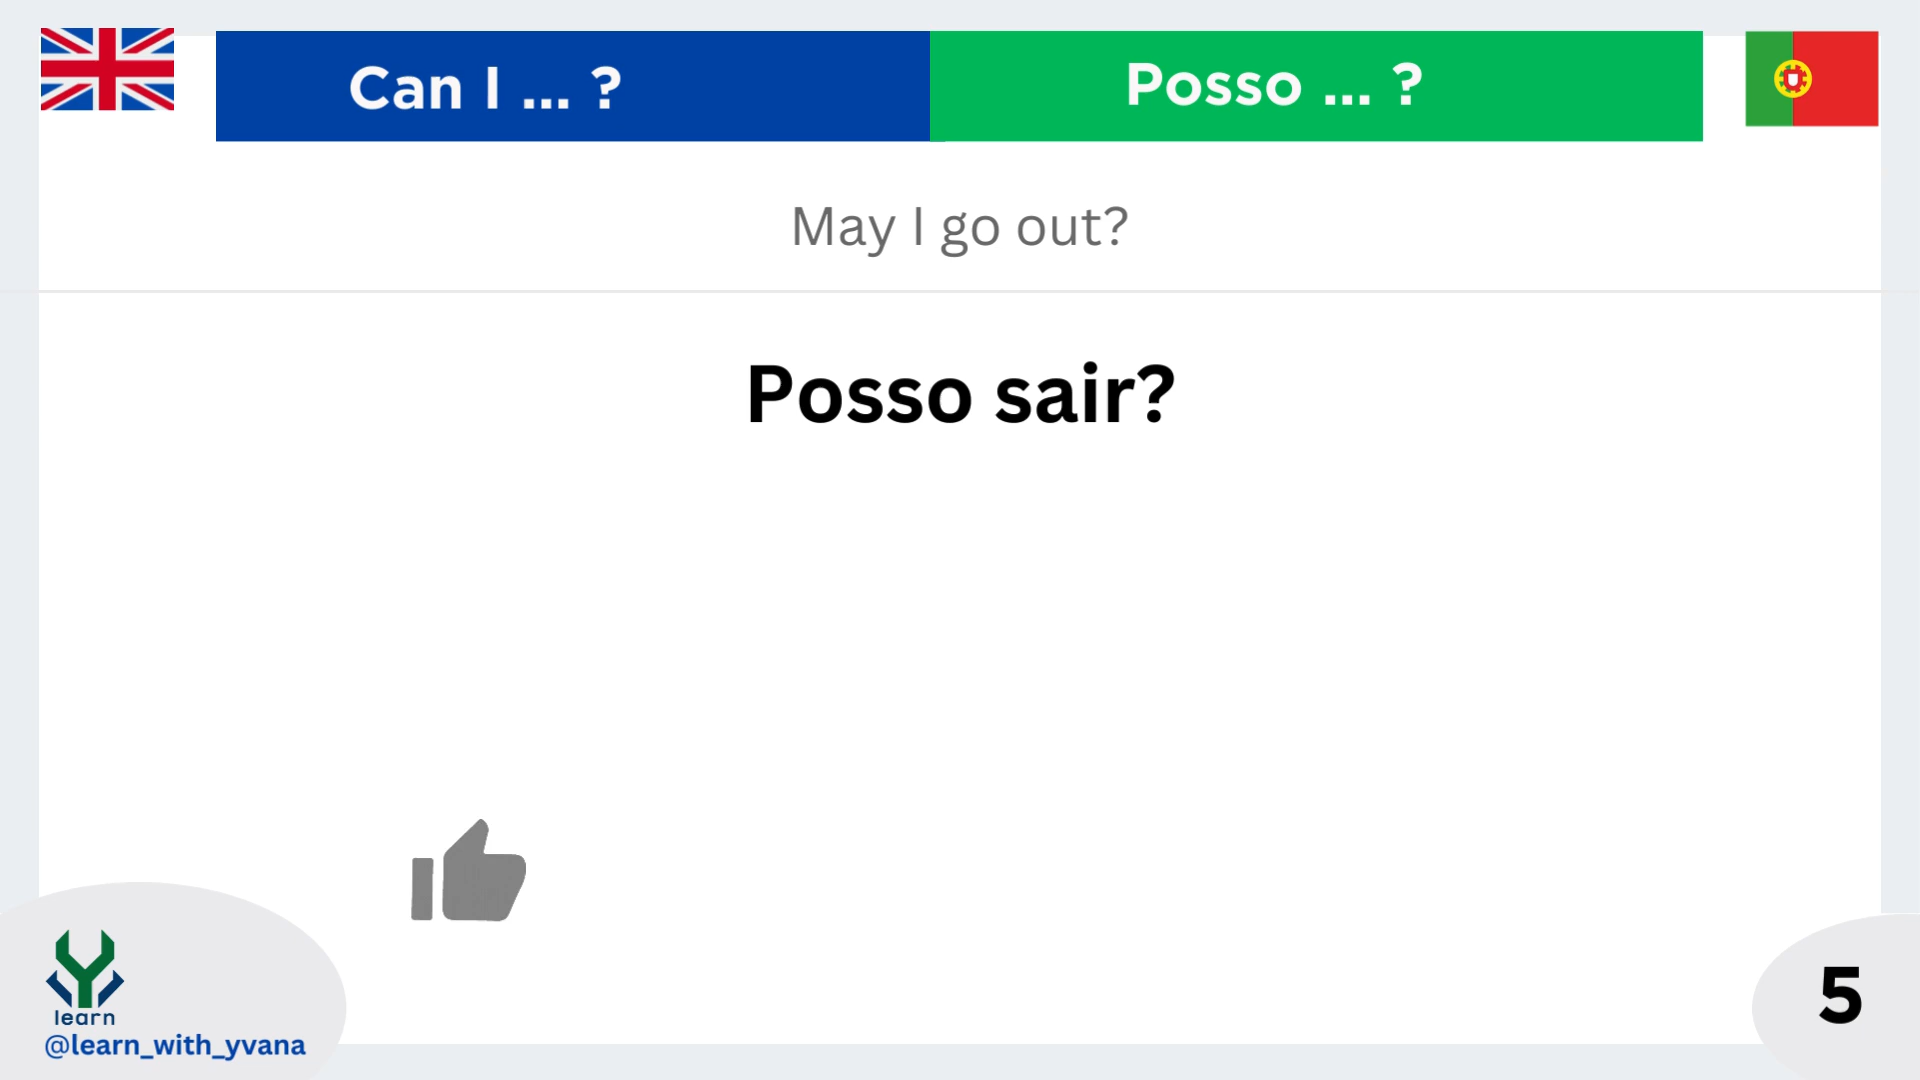 Can I ... ?
Posso ... ?
May I go out?
Posso sair?
learn
@learn_with_yvana
5